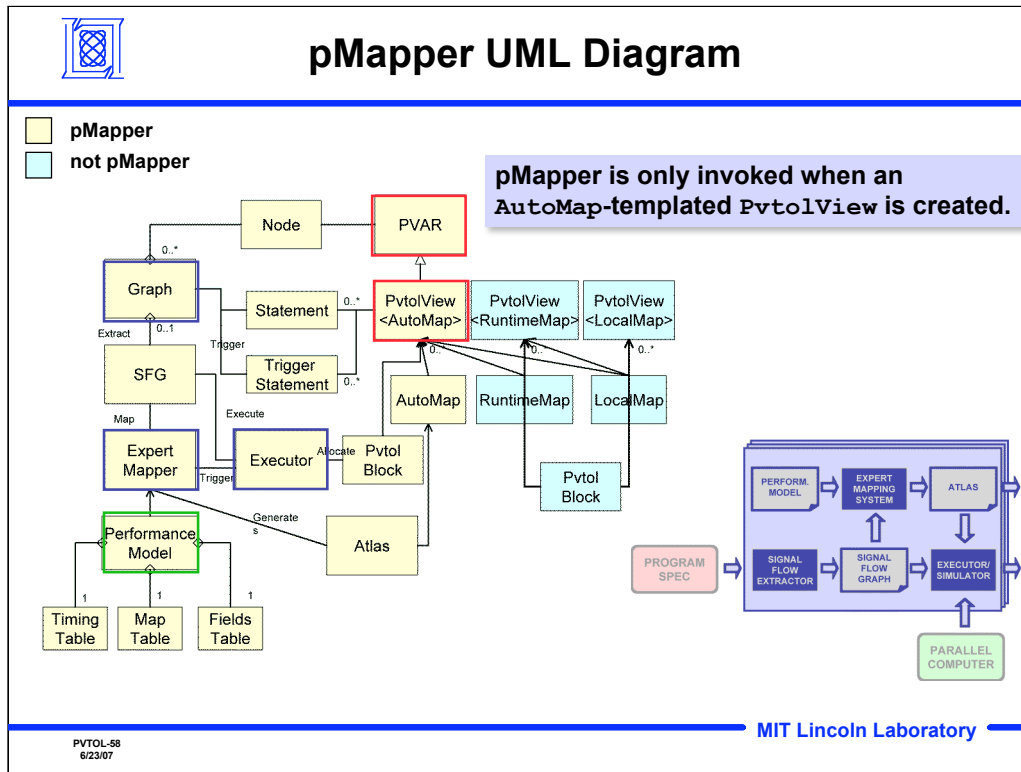 pMapper UML Diagram
pMapper
not pMapper
pMapper is only invoked when an
AutoMap-templated PvtolView is created.
Node
PVAR
0..*
Graph
Statement
0..*
PvtolView
<AutoMap>
PvtolView
<RuntimeMap>
PvtolView
<LocalMap>
0..1
Extract
Trigger
Trigger
Statement
0..*
0..*
0..*
0..*
SFG
AutoMap
RuntimeMap
LocalMap
Map
Execute
Expert
Mapper
Trigger
Executor
Allocate
Pvtol
Block
Pvtol
Block
Generate
s
Performance
Model
Atlas
1
1
1
Timing
Table
Map
Table
Fields
Table
PERFORM.
MODEL
EXPERT
MAPPING
SYSTEM
ATLAS
PROGRAM
SPEC
SIGNAL
FLOW
EXTRACTOR
SIGNAL
FLOW
GRAPH
EXECUTOR/
SIMULATOR
PARALLEL
COMPUTER
MIT Lincoln Laboratory
PVTOL-58
6/23/07